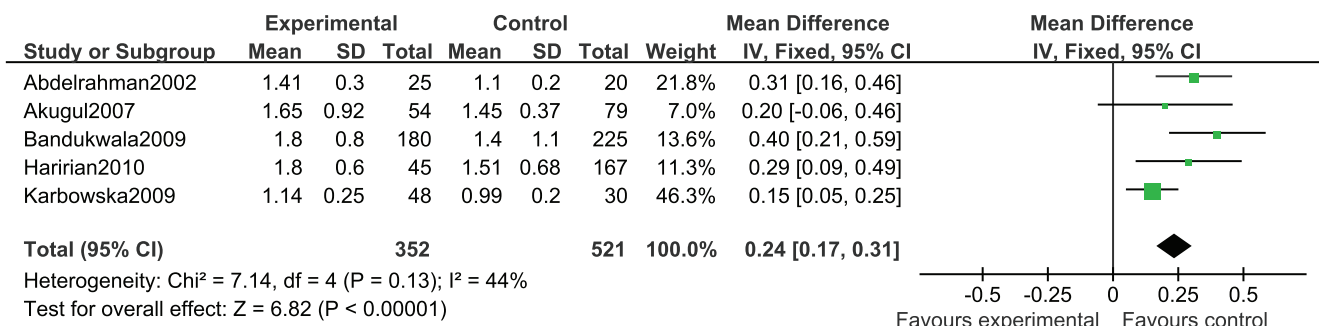 Experimental Control Mean Difference Mean Difference
Study or Subgroup Mean SD Total Mean SD Total Weight IV, Fixed, 95% CI IV, Fixed, 95% CI
Abdelrahman2002 1.41 0.3 25 1.1 0.2 20 21.8% 0.31 [0.16, 0.46]
Akugul2007 1.65 0.92 54 1.45 0.37 79 7.0% 0.20 [-0.06, 0.46]
Bandukwala2009 1.8 0.8 180 1.4 1.1 225 13.6% 0.40 [0.21, 0.59]
Haririan2010 1.8 0.6 45 1.51 0.68 167 11.3% 0.29 [0.09, 0.49]
Karbowska2009 1.14 0.25 48 0.99 0.2 30 46.3% 0.15 [0.05, 0.25]
Total (95% CI) 352 521 100.0% 0.24 [0.17, 0.31]
Heterogeneity: Chi² = 7.14, df = 4 (P = 0.13); I² = 44%
Test for overall effect: Z = 6.82 (P < 0.00001)
-0.5 -0.25 0 0.25 0.5
Favours experimental Favours control